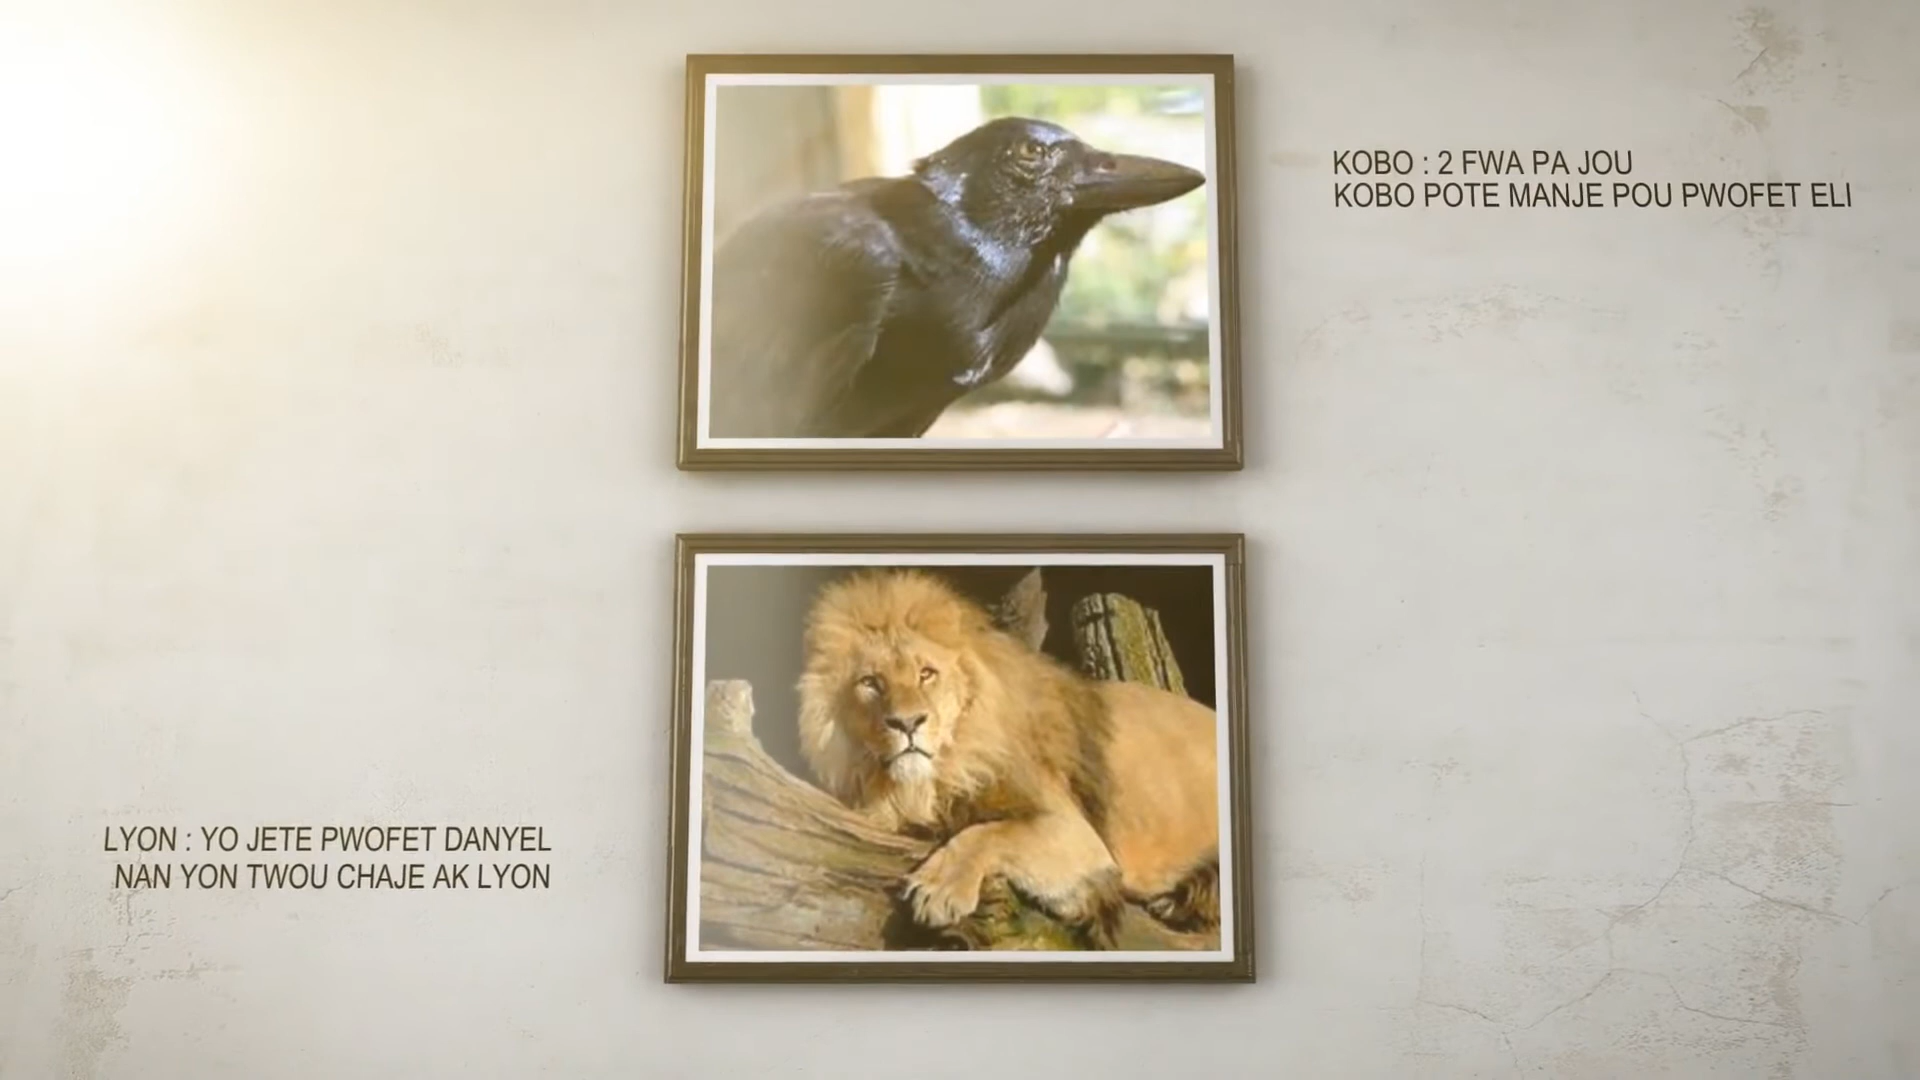 KOBO : 2 FWA PA JOU
KOBO POTE MANJE POU PWOFET ELI
LYON : YO JETE PWOFET DANYEL
NAN YON TWOU CHAJE AK LYON